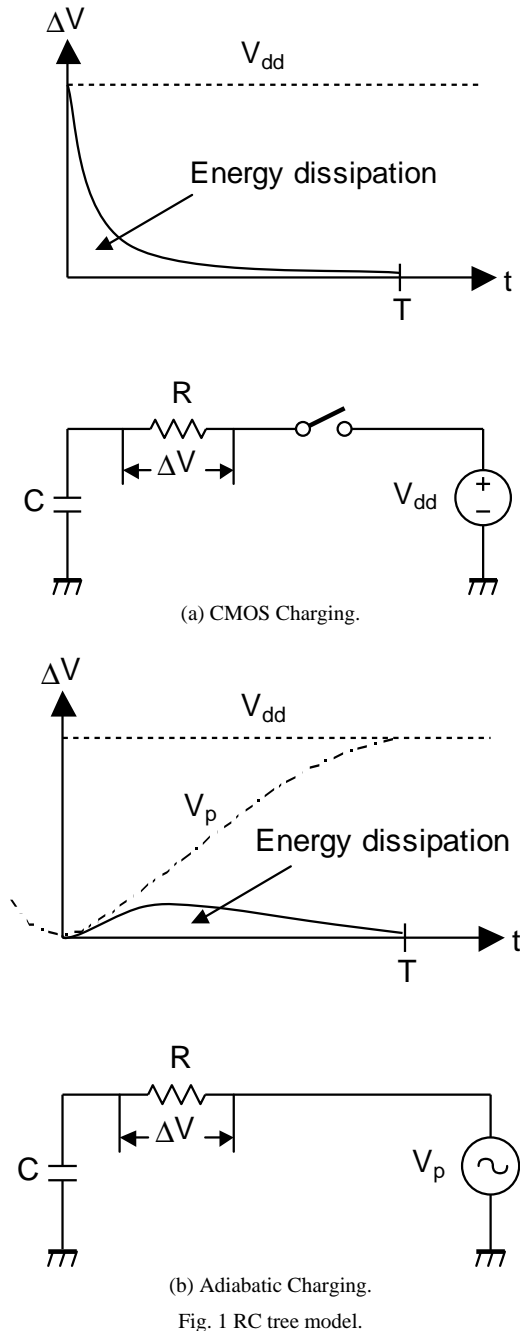 ΔV
V_dd
Energy dissipation
t
T
R
ΔV
C
V_dd
+
−
(a) CMOS Charging.
ΔV
V_dd
V_p
Energy dissipation
t
T
R
ΔV
C
V_p
(b) Adiabatic Charging.
Fig. 1 RC tree model.